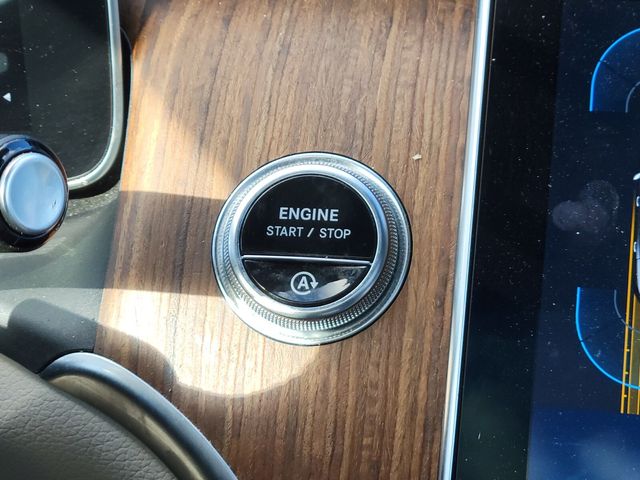 ENGINE
START / STOP
A